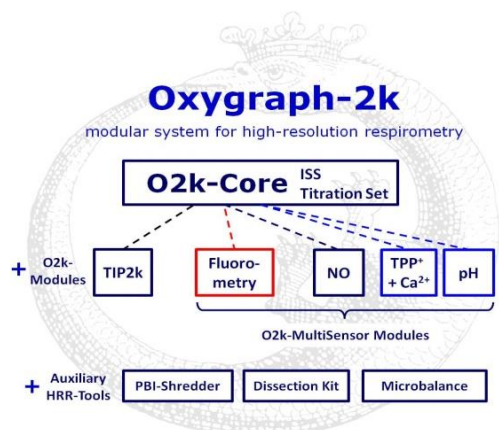 Oxygraph-2k
modular system for high-resolution respirometry
O2k-Core ISS
Titration Set
+ O2k-
Modules
TIP2k
Fluoro-
metry
NO
TPP⁺
+ Ca²⁺
pH
O2k-MultiSensor Modules
+ Auxiliary
HRR-Tools
PBI-Shredder
Dissection Kit
Microbalance